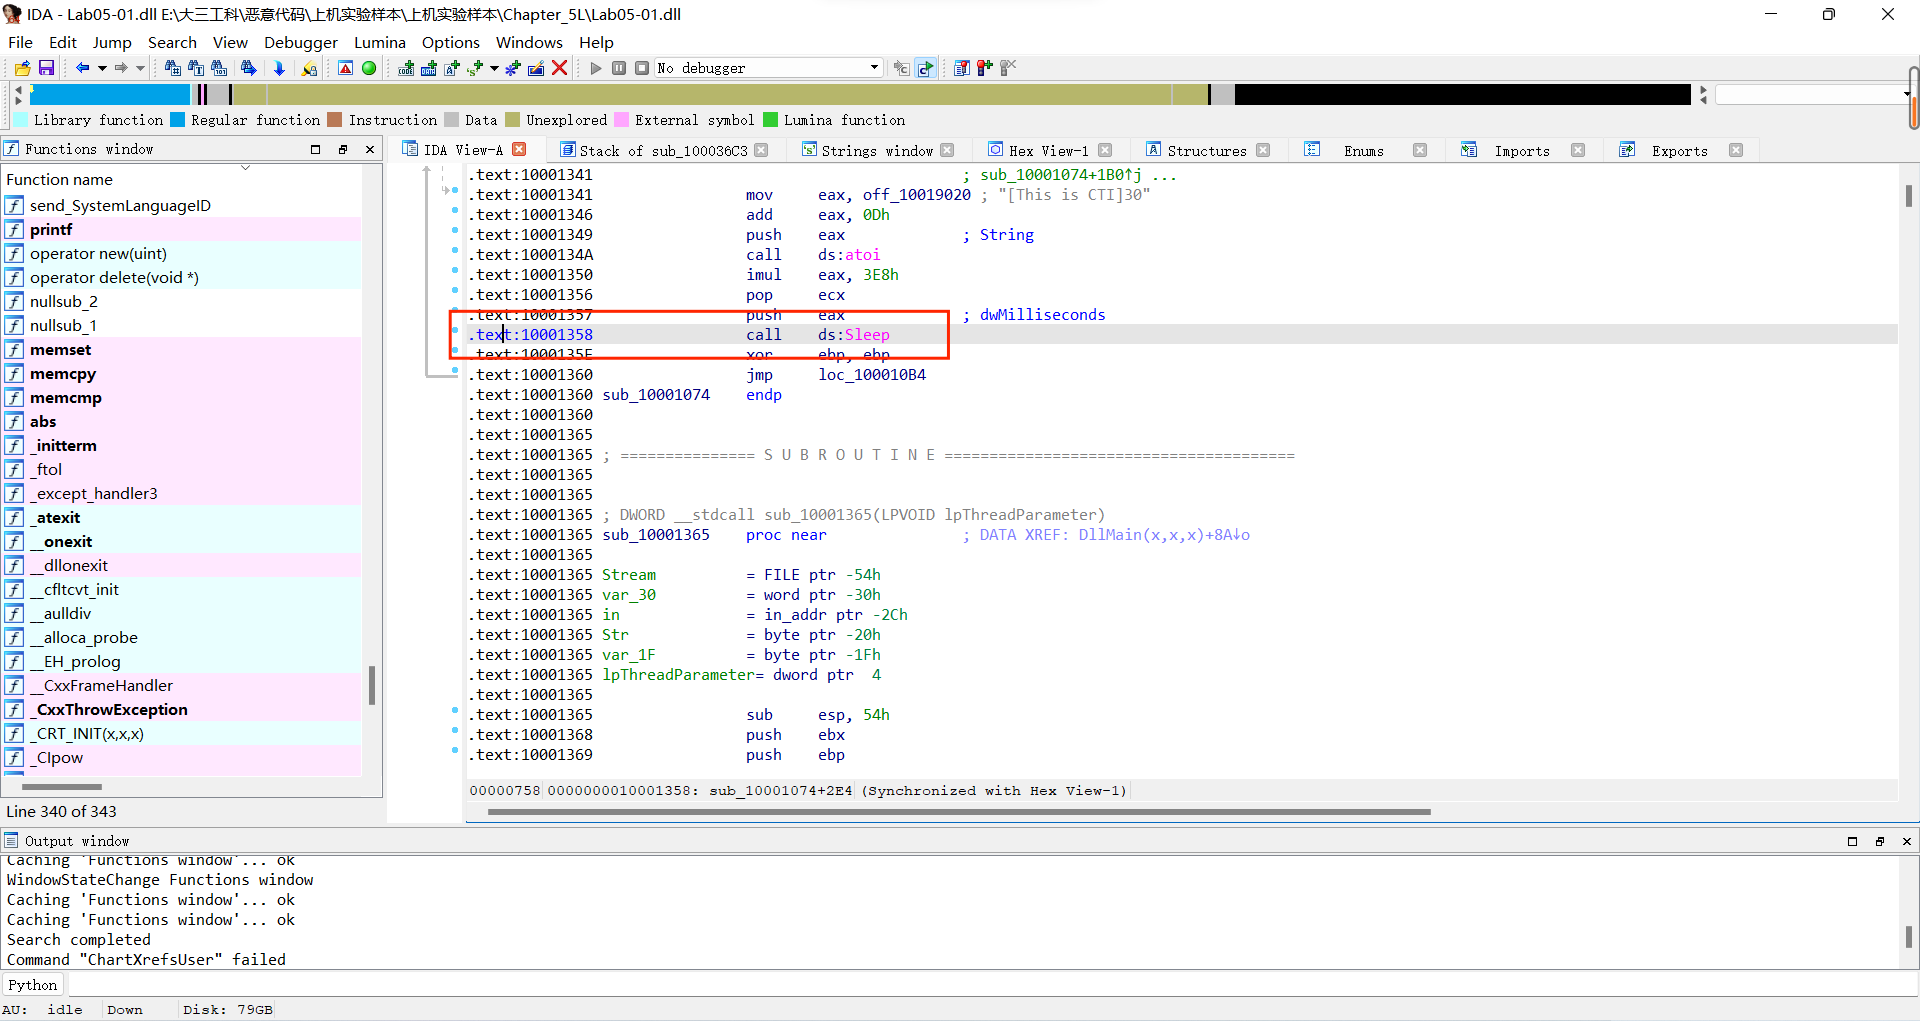 IDA - Lab05-01.dll E:\大三工科\恶意代码\上机实验样本\上机实验样本\Chapter_5L\Lab05-01.dll
File Edit Jump Search View Debugger Lumina Options Windows Help
No debugger
Library function Regular function Instruction Data Unexplored External symbol Lumina function
Functions window
Function name
send_SystemLanguageID
printf
operator new(uint)
operator delete(void *)
nullsub_2
nullsub_1
memset
memcpy
memcmp
abs
_initterm
_ftol
_except_handler3
_atexit
__onexit
__dllonexit
__cfltcvt_init
__aulldiv
__alloca_probe
__EH_prolog
__CxxFrameHandler
_CxxThrowException
_CRT_INIT(x,x,x)
_CIpow
Line 340 of 343
IDA View-A Stack of sub_100036C3 Strings window Hex View-1 Structures Enums Imports Exports
.text:10001341 ; sub_10001074+1B0↑j ...
.text:10001341 mov eax, off_10019020 ; "[This is CTI]30"
.text:10001346 add eax, 0Dh
.text:10001349 push eax ; String
.text:1000134A call ds:atoi
.text:10001350 imul eax, 3E8h
.text:10001356 pop ecx
.text:10001357 push eax ; dwMilliseconds
.text:10001358 call ds:Sleep
.text:1000135E xor ebp, ebp
.text:10001360 jmp loc_100010B4
.text:10001360 sub_10001074 endp
.text:10001360
.text:10001365
.text:10001365 ; =============== S U B R O U T I N E =======================================
.text:10001365
.text:10001365
.text:10001365 ; DWORD __stdcall sub_10001365(LPVOID lpThreadParameter)
.text:10001365 sub_10001365 proc near ; DATA XREF: DllMain(x,x,x)+8A↓o
.text:10001365
.text:10001365 Stream = FILE ptr -54h
.text:10001365 var_30 = word ptr -30h
.text:10001365 in = in_addr ptr -2Ch
.text:10001365 Str = byte ptr -20h
.text:10001365 var_1F = byte ptr -1Fh
.text:10001365 lpThreadParameter= dword ptr 4
.text:10001365
.text:10001365 sub esp, 54h
.text:10001368 push ebx
.text:10001369 push ebp
00000758 0000000010001358: sub_10001074+2E4 (Synchronized with Hex View-1)
Output window
Caching 'Functions window'... ok
WindowStateChange Functions window
Caching 'Functions window'... ok
Caching 'Functions window'... ok
Search completed
Command "ChartXrefsUser" failed
Python
AU: idle Down Disk: 79GB